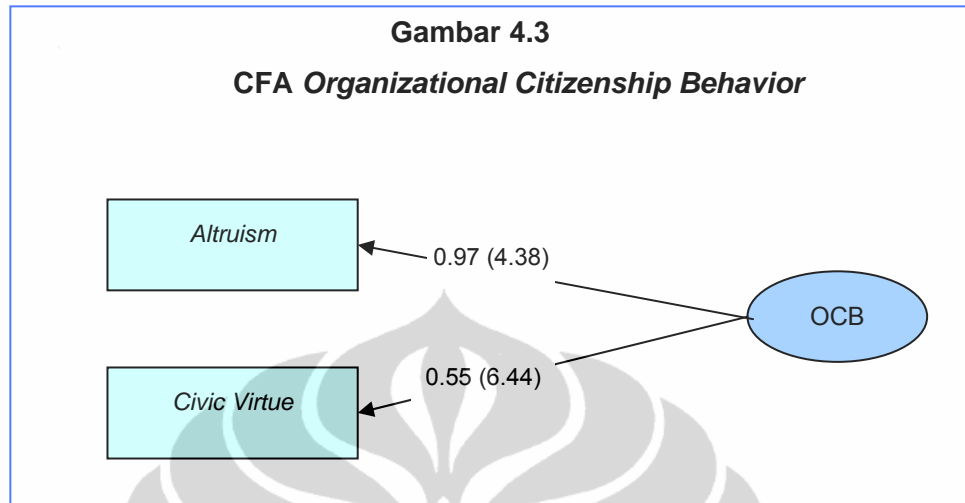 Gambar 4.3
CFA Organizational Citizenship Behavior
Altruism
0.97 (4.38)
OCB
0.55 (6.44)
Civic Virtue